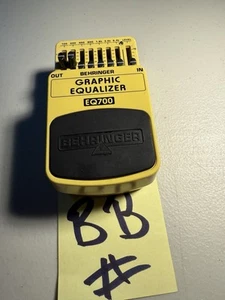 OUT BEHRINGER IN
GRAPHIC
EQUALIZER
EQ700
BEHRINGER
BB
#